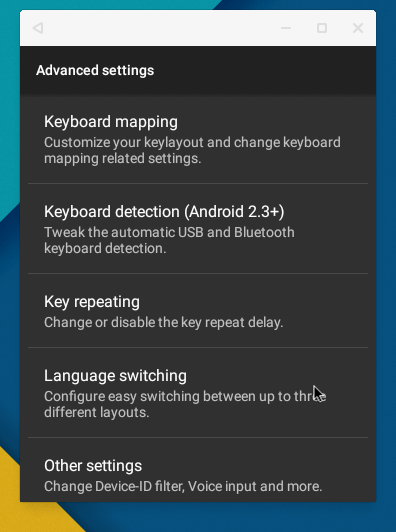 Advanced settings
Keyboard mapping
Customize your keylayout and change keyboard
mapping related settings.
Keyboard detection (Android 2.3+)
Tweak the automatic USB and Bluetooth
keyboard detection.
Key repeating
Change or disable the key repeat delay.
Language switching
Configure easy switching between up to three
different layouts.
Other settings
Change Device-ID filter, Voice input and more.